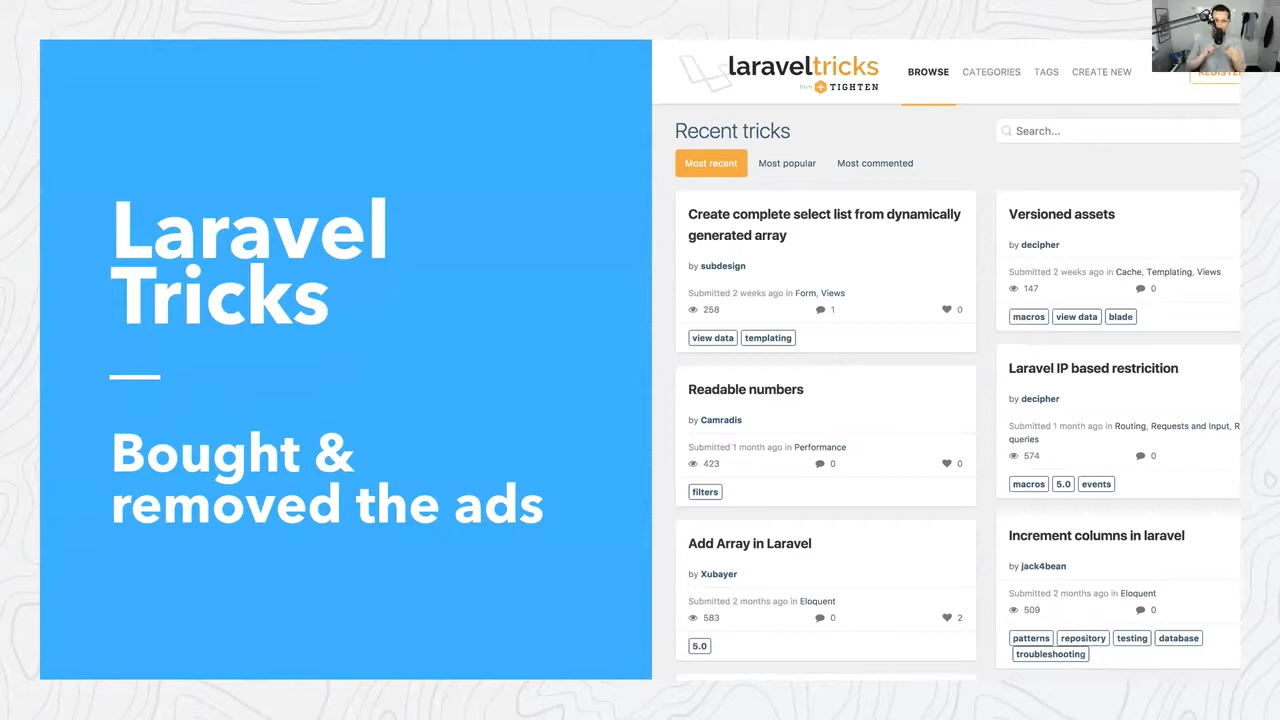 Laravel
Tricks
Bought &
removed the ads
laraveltricks
from TIGHTEN
BROWSE CATEGORIES TAGS CREATE NEW
Recent tricks
Search...
Most recent Most popular Most commented
Create complete select list from dynamically
generated array
by subdesign
Submitted 2 weeks ago in Form, Views
258 1 0
view data templating
Readable numbers
by Camradis
Submitted 1 month ago in Performance
423 0 0
filters
Add Array in Laravel
by Xubayer
Submitted 2 months ago in Eloquent
583 0 2
5.0
Versioned assets
by decipher
Submitted 2 weeks ago in Cache, Templating, Views
147 0
macros view data blade
Laravel IP based restricition
by decipher
Submitted 1 month ago in Routing, Requests and Input, R
queries
574 0
macros 5.0 events
Increment columns in laravel
by jack4bean
Submitted 2 months ago in Eloquent
509 0
patterns repository testing database
troubleshooting